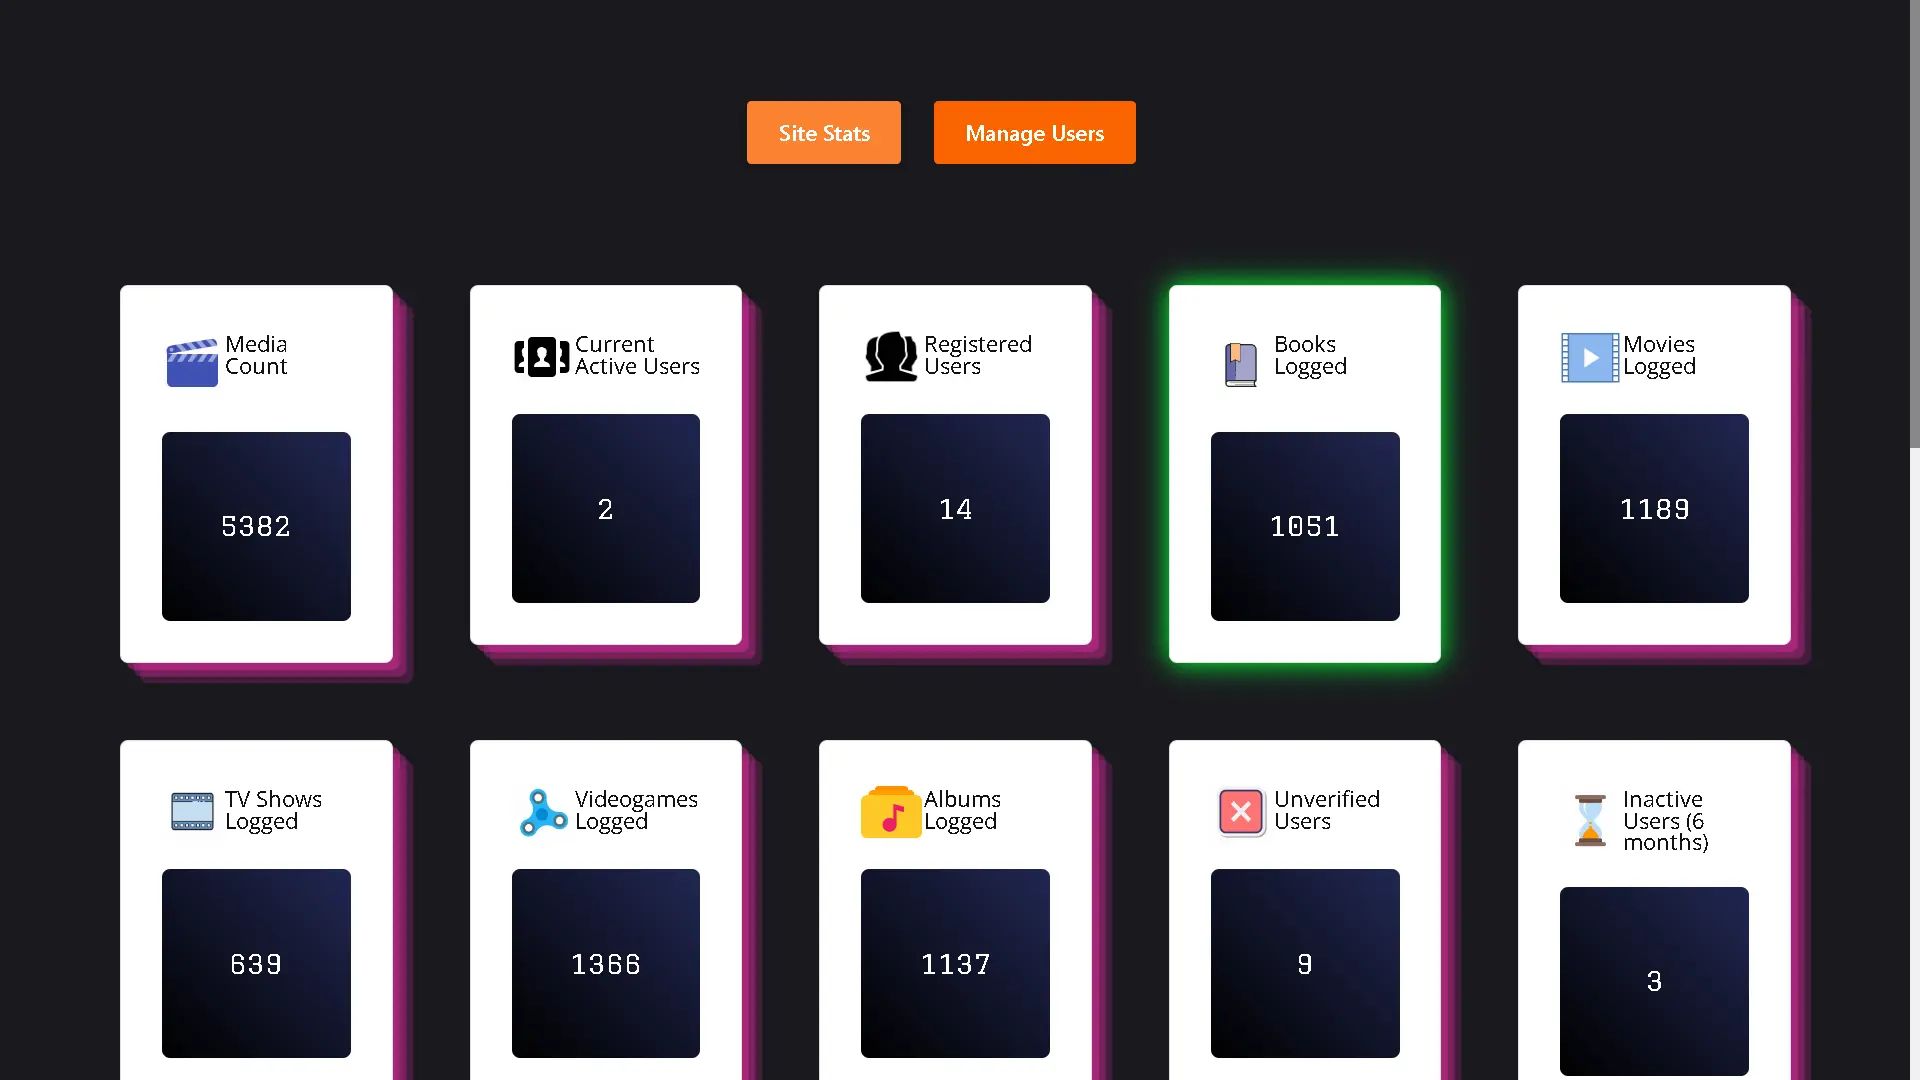 Site Stats
Manage Users
Media
Count
5382
Current
Active Users
2
Registered
Users
14
Books
Logged
1051
Movies
Logged
1189
TV Shows
Logged
639
Videogames
Logged
1366
Albums
Logged
1137
Unverified
Users
9
Inactive
Users (6
months)
3